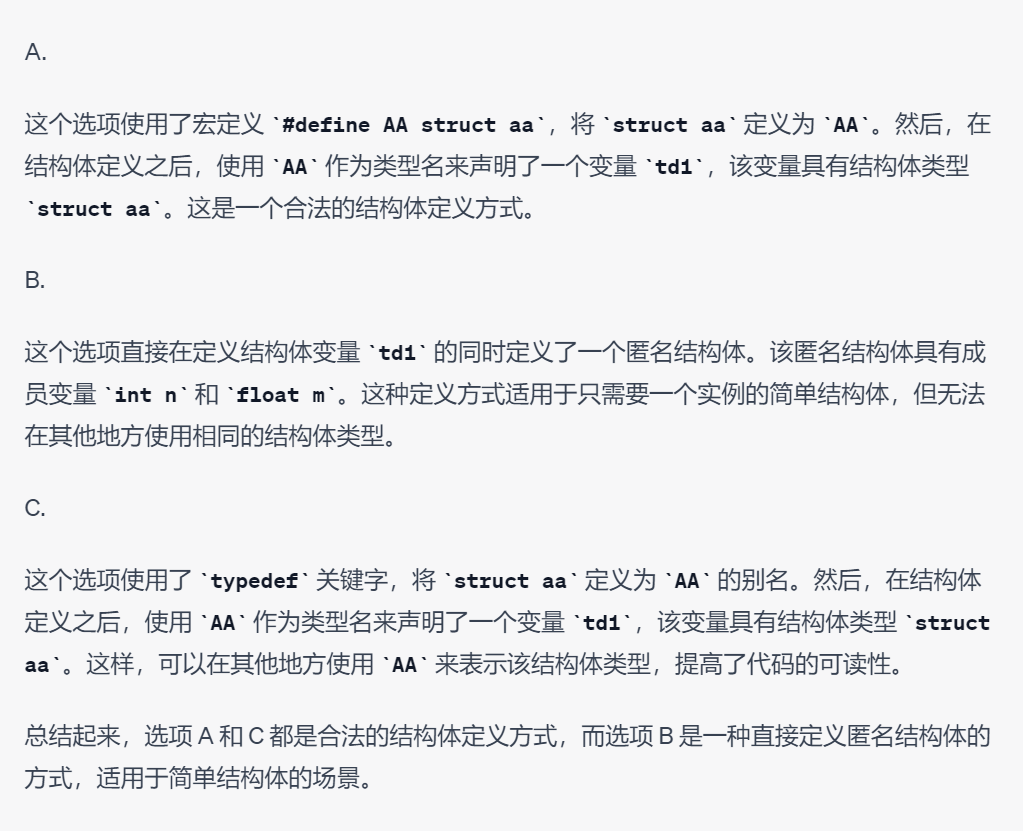 A.
这个选项使用了宏定义 `#define AA struct aa`，将 `struct aa` 定义为 `AA`。然后，在
结构体定义之后，使用 `AA` 作为类型名来声明了一个变量 `td1`，该变量具有结构体类型
`struct aa`。这是一个合法的结构体定义方式。
B.
这个选项直接在定义结构体变量 `td1` 的同时定义了一个匿名结构体。该匿名结构体具有成
员变量 `int n` 和 `float m`。这种定义方式适用于只需要一个实例的简单结构体，但无法
在其他地方使用相同的结构体类型。
C.
这个选项使用了 `typedef` 关键字，将 `struct aa` 定义为 `AA` 的别名。然后，在结构体
定义之后，使用 `AA` 作为类型名来声明了一个变量 `td1`，该变量具有结构体类型 `struct
aa`。这样，可以在其他地方使用 `AA` 来表示该结构体类型，提高了代码的可读性。
总结起来，选项 A 和 C 都是合法的结构体定义方式，而选项 B 是一种直接定义匿名结构体的
方式，适用于简单结构体的场景。